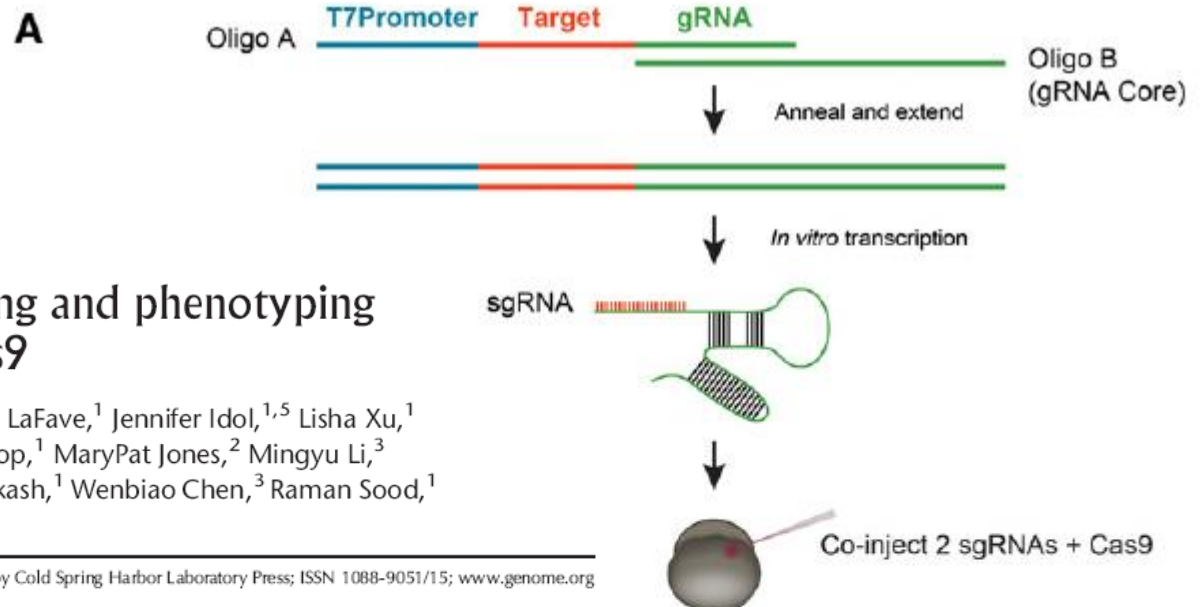 A
T7Promoter Target gRNA
Oligo A
Oligo B
(gRNA Core)
Anneal and extend
In vitro transcription
ng and phenotyping
s9
sgRNA
LaFave,1 Jennifer Idol,1,5 Lisha Xu,1
op,1 MaryPat Jones,2 Mingyu Li,3
kash,1 Wenbiao Chen,3 Raman Sood,1
Co-inject 2 sgRNAs + Cas9
by Cold Spring Harbor Laboratory Press; ISSN 1088-9051/15; www.genome.org